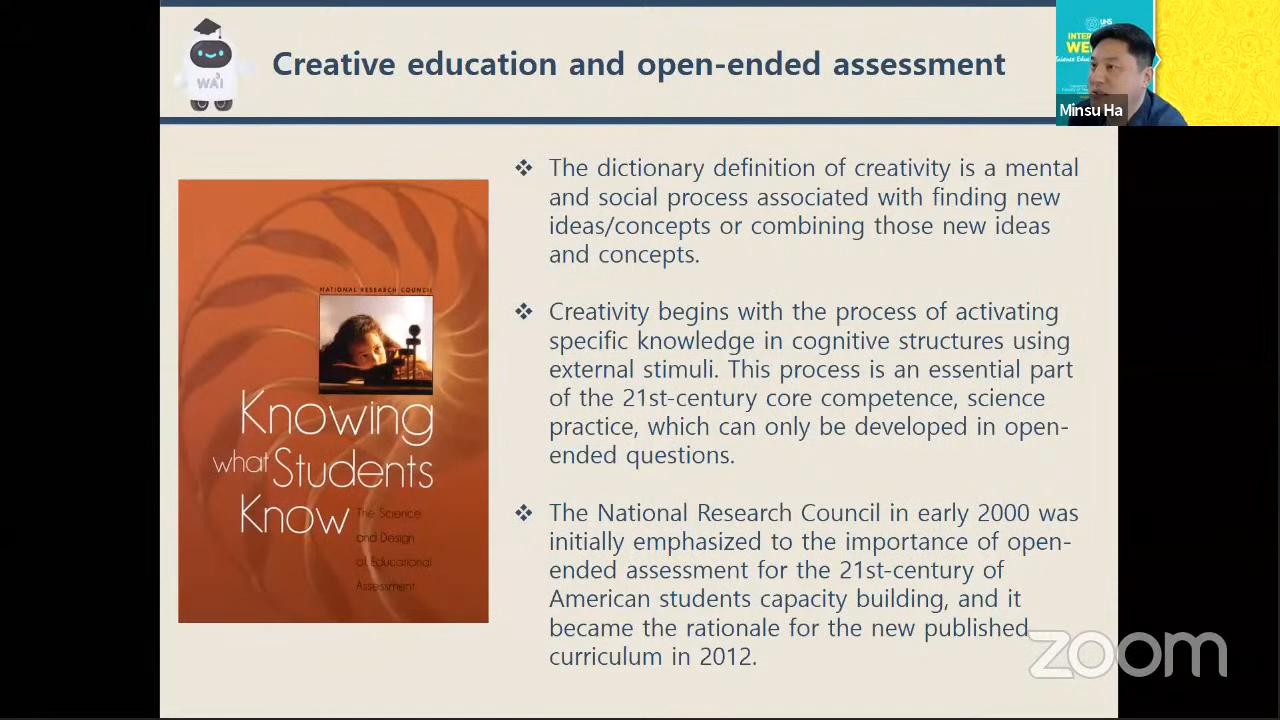 Creative education and open-ended assessment
WAi
UNS
INTER
WE
Science Edu
Minsu Ha
NATIONAL RESEARCH COUNCIL
Knowing
what Students
Know
The Science
and Design
of Educational
Assessment
❖ The dictionary definition of creativity is a mental
and social process associated with finding new
ideas/concepts or combining those new ideas
and concepts.
❖ Creativity begins with the process of activating
specific knowledge in cognitive structures using
external stimuli. This process is an essential part
of the 21st-century core competence, science
practice, which can only be developed in open-
ended questions.
❖ The National Research Council in early 2000 was
initially emphasized to the importance of open-
ended assessment for the 21st-century of
American students capacity building, and it
became the rationale for the new published
curriculum in 2012.
zoom